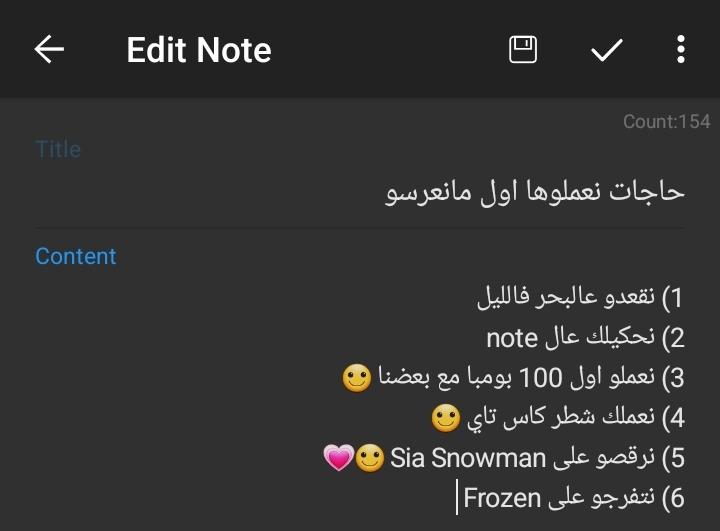 Edit Note
Count:154
Title
حاجات نعملوها اول مانعرسو
Content
1) نقعدو عالبحر فالليل
2) نحكيلك عال note
3) نعملو اول 100 بومبا مع بعضنا 🙂
4) نعملك شطر كاس تاي 🙂
5) نرقصو على Sia Snowman 🙂💗
6) نتفرجو على Frozen